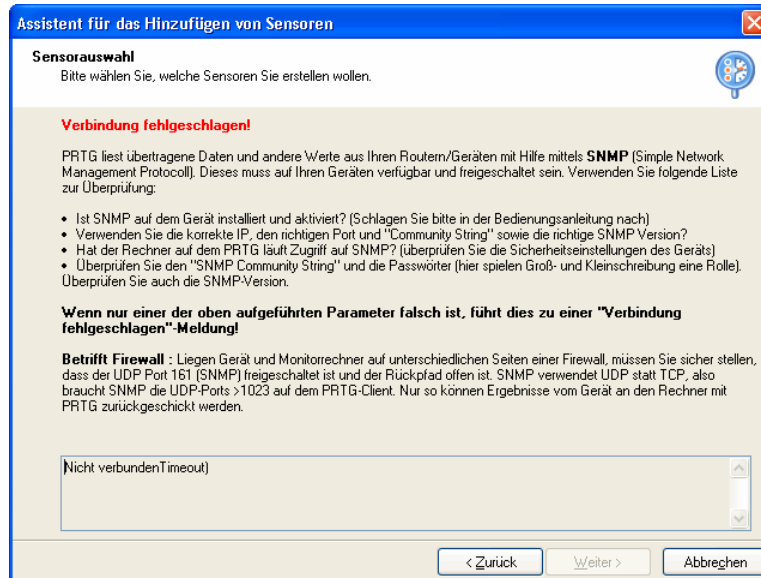 Assistent für das Hinzufügen von Sensoren
Sensorauswahl
Bitte wählen Sie, welche Sensoren Sie erstellen wollen.
Verbindung fehlgeschlagen!
PRTG liest übertragene Daten und andere Werte aus Ihren Routern/Geräten mit Hilfe mittels SNMP (Simple Network
Management Protocoll). Dieses muss auf Ihren Geräten verfügbar und freigeschaltet sein. Verwenden Sie folgende Liste
zur Überprüfung:
• Ist SNMP auf dem Gerät installiert und aktiviert? (Schlagen Sie bitte in der Bedienungsanleitung nach)
• Verwenden Sie die korrekte IP, den richtigen Port und "Community String" sowie die richtige SNMP Version?
• Hat der Rechner auf dem PRTG läuft Zugriff auf SNMP? (überprüfen Sie die Sicherheitseinstellungen des Geräts)
• Überprüfen Sie den "SNMP Community String" und die Passwörter (hier spielen Groß- und Kleinschreibung eine Rolle).
Überprüfen Sie auch die SNMP-Version.
Wenn nur einer der oben aufgeführten Parameter falsch ist, führt dies zu einer "Verbindung
fehlgeschlagen"-Meldung!
Betrifft Firewall : Liegen Gerät und Monitorrechner auf unterschiedlichen Seiten einer Firewall, müssen Sie sicher stellen,
dass der UDP Port 161 (SNMP) freigeschaltet ist und der Rückpfad offen ist. SNMP verwendet UDP statt TCP, also
braucht SNMP die UDP-Ports >1023 auf dem PRTG-Client. Nur so können Ergebnisse vom Gerät an den Rechner mit
PRTG zurückgeschickt werden.
Nicht verbundenTimeout)
< Zurück
Weiter >
Abbrechen